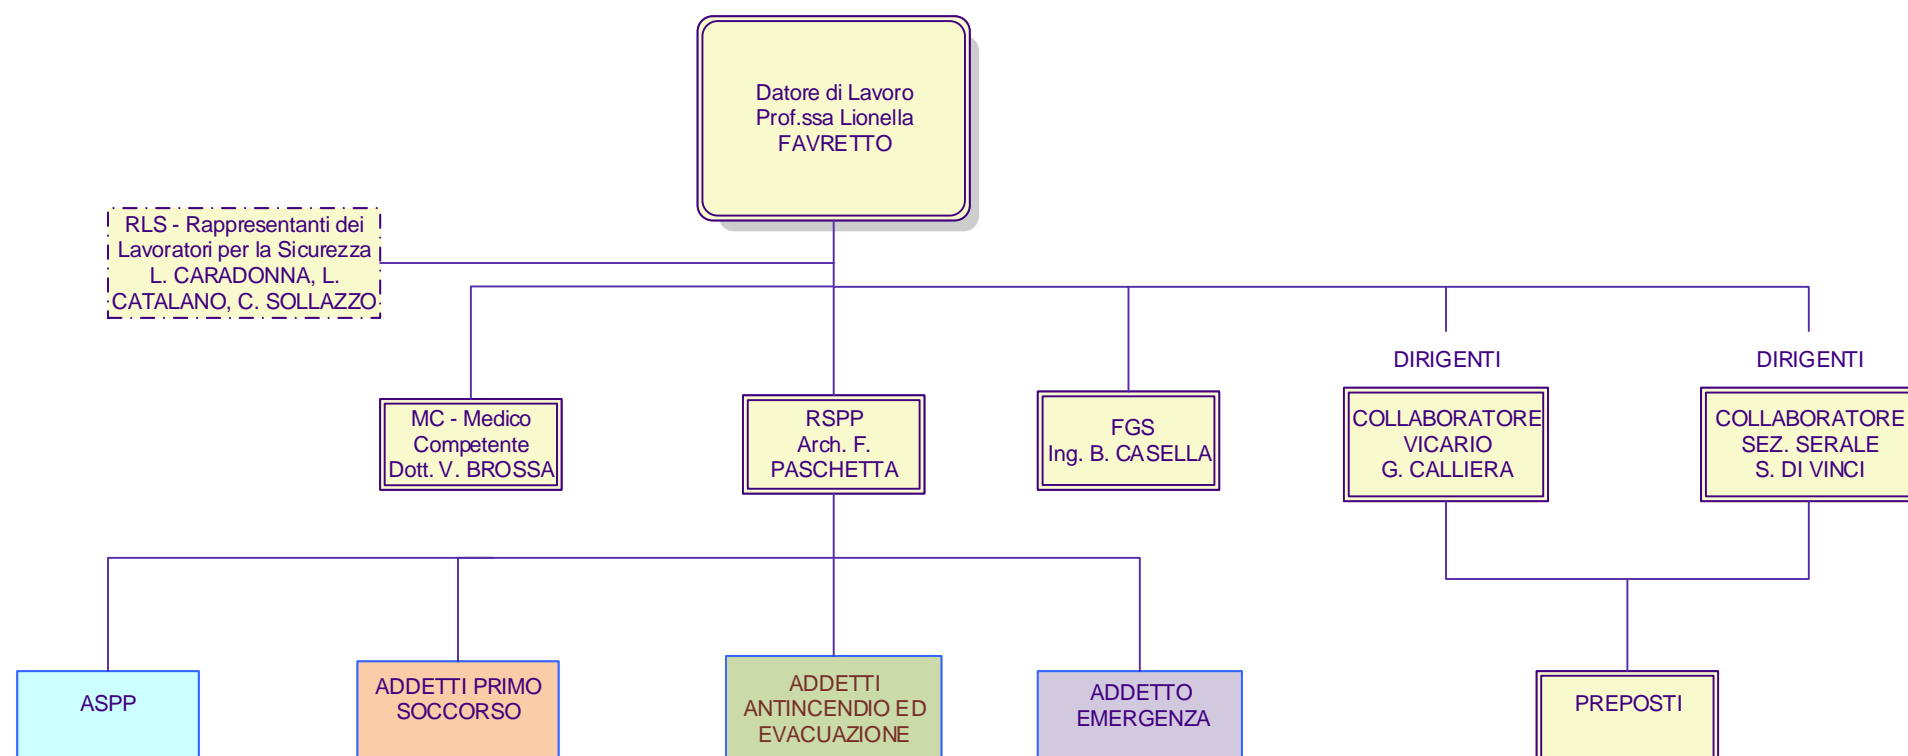 Datore di Lavoro
Prof.ssa Lionella
FAVRETTO
RLS - Rappresentanti dei
Lavoratori per la Sicurezza
L. CARADONNA, L.
CATALANO, C. SOLLAZZO
DIRIGENTI
DIRIGENTI
MC - Medico
Competente
Dott. V. BROSSA
RSPP
Arch. F.
PASCHETTA
FGS
Ing. B. CASELLA
COLLABORATORE
VICARIO
G. CALLIERA
COLLABORATORE
SEZ. SERALE
S. DI VINCI
ASPP
ADDETTI PRIMO
SOCCORSO
ADDETTI
ANTINCENDIO ED
EVACUAZIONE
ADDETTO
EMERGENZA
PREPOSTI